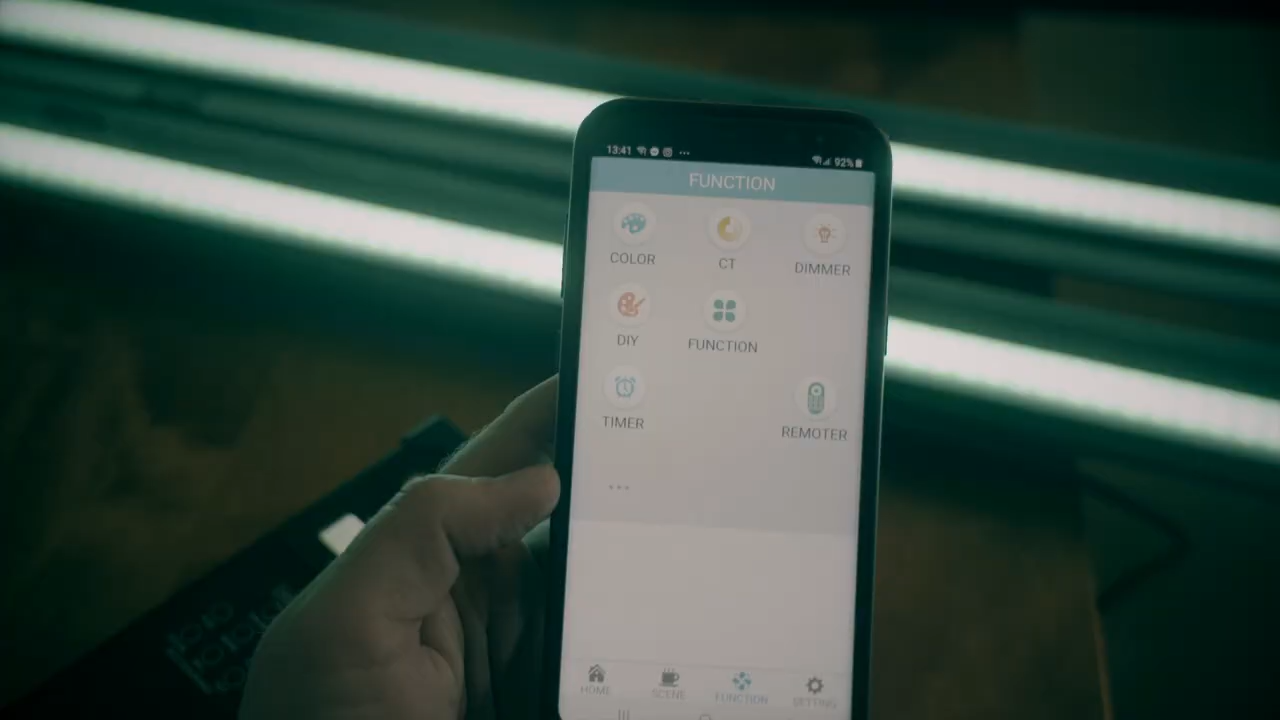 13:41 92%
FUNCTION
COLOR CT DIMMER
DIY FUNCTION
TIMER REMOTER
HOME SCENE FUNCTION SETTING